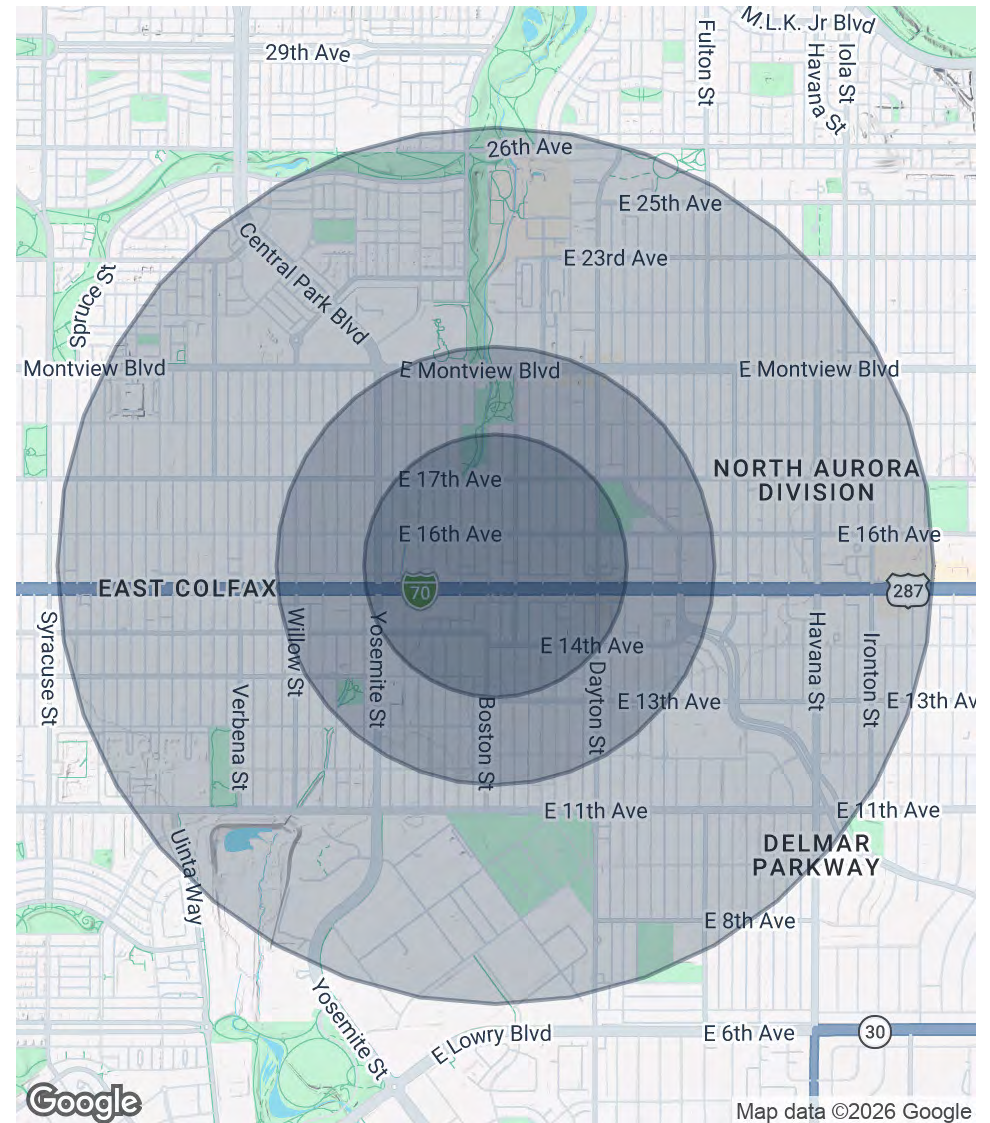 M.L.K. Jr Blvd
29th Ave
Fulton St
Iola St
Havana St
26th Ave
E 25th Ave
Central Park Blvd
E 23rd Ave
Spruce St
Montview Blvd
E Montview Blvd
E Montview Blvd
NORTH AURORA
DIVISION
E 17th Ave
E 16th Ave
E 16th Ave
EAST COLFAX
70
287
Syracuse St
Willow St
Yosemite St
E 14th Ave
Havana St
Ironton St
Verbena St
Boston St
Dayton St
E 13th Ave
E 13th Av
E 11th Ave
E 11th Ave
Uinta Way
DELMAR
PARKWAY
E 8th Ave
Yosemite St
E Lowry Blvd
E 6th Ave
30
Google
Map data ©2026 Google